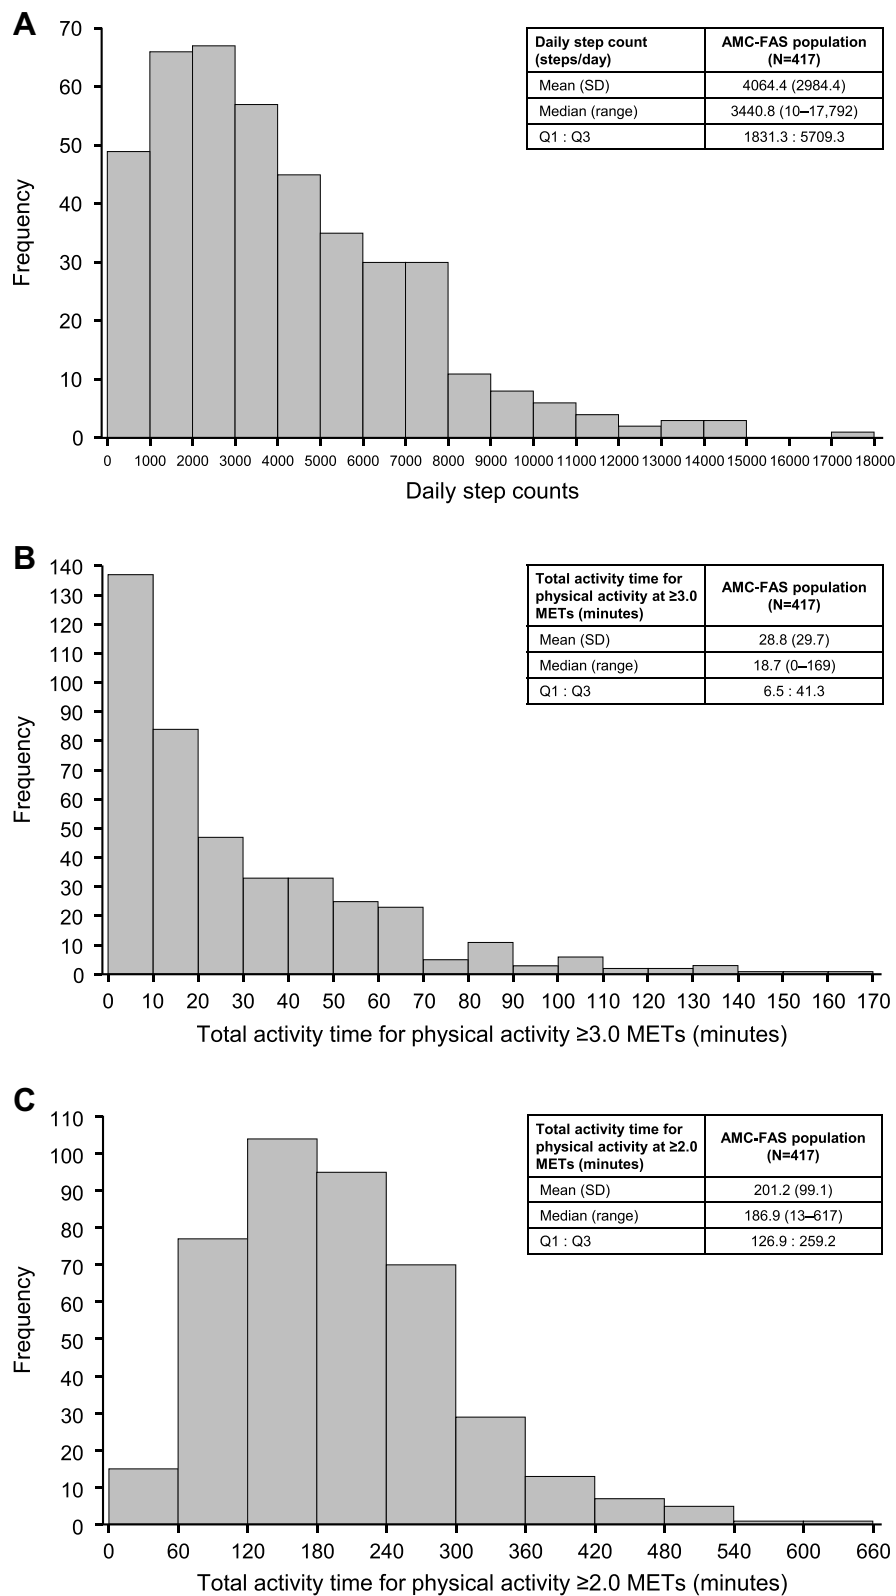 A
70
60
50
40
30
20
10
0
Frequency
Daily step count
(steps/day)
AMC-FAS population
(N=417)
Mean (SD)
4064.4 (2984.4)
Median (range)
3440.8 (10–17,792)
Q1 : Q3
1831.3 : 5709.3
0 1000 2000 3000 4000 5000 6000 7000 8000 9000 10000 11000 12000 13000 14000 15000 16000 17000 18000
Daily step counts
B
140
130
120
110
100
90
80
70
60
50
40
30
20
10
0
Frequency
Total activity time for
physical activity at ≥3.0
METs (minutes)
AMC-FAS population
(N=417)
Mean (SD)
28.8 (29.7)
Median (range)
18.7 (0–169)
Q1 : Q3
6.5 : 41.3
0 10 20 30 40 50 60 70 80 90 100 110 120 130 140 150 160 170
Total activity time for physical activity ≥3.0 METs (minutes)
C
110
100
90
80
70
60
50
40
30
20
10
0
Frequency
Total activity time for
physical activity at ≥2.0
METs (minutes)
AMC-FAS population
(N=417)
Mean (SD)
201.2 (99.1)
Median (range)
186.9 (13–617)
Q1 : Q3
126.9 : 259.2
0 60 120 180 240 300 360 420 480 540 600 660
Total activity time for physical activity ≥2.0 METs (minutes)